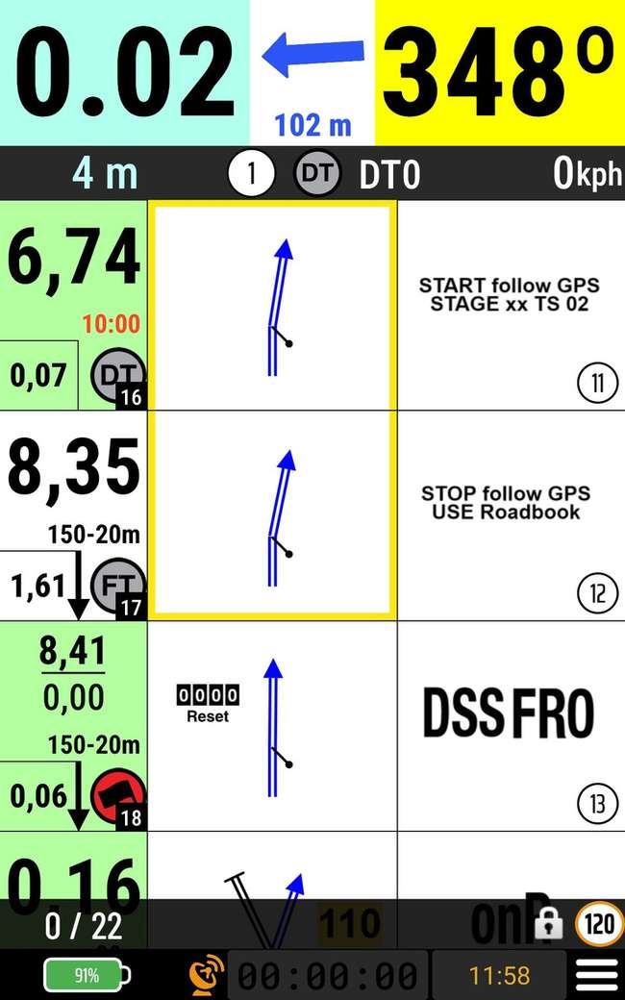 0.02
102 m
348°
4 m
1
DT
DT0
0kph
6,74
10:00
0,07
DT
16
START follow GPS
STAGE xx TS 02
11
8,35
150-20m
1,61
FT
17
STOP follow GPS
USE Roadbook
12
8,41
0,00
150-20m
0,06
18
0000
Reset
DSS FRO
13
0.16
110
onR
0 / 22
120
91%
00:00:00
11:58